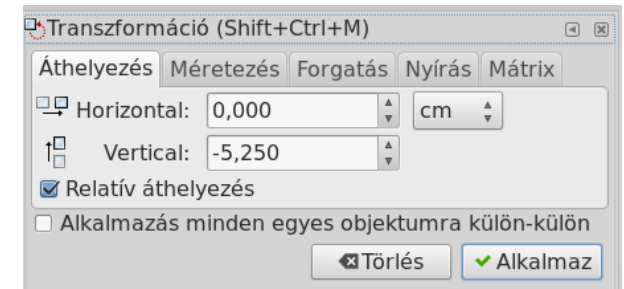 Transzformáció (Shift+Ctrl+M)
Áthelyezés Méretezés Forgatás Nyírás Mátrix
Horizontal: 0,000 cm
Vertical: -5,250
Relatív áthelyezés
Alkalmazás minden egyes objektumra külön-külön
Törlés Alkalmaz